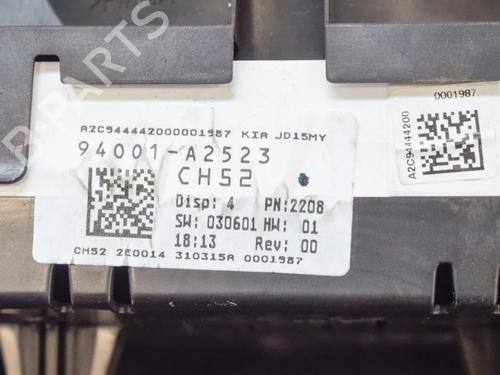 B-PARTS
A2C944442000001987 KIA JD15MY
94001-A2523
CH52
Disp: 4 PN:2208
SW: 030601 HW: 01
18:13 Rev: 00
CH52 2E0014 310315A 0001987
0001987
A2C94444200